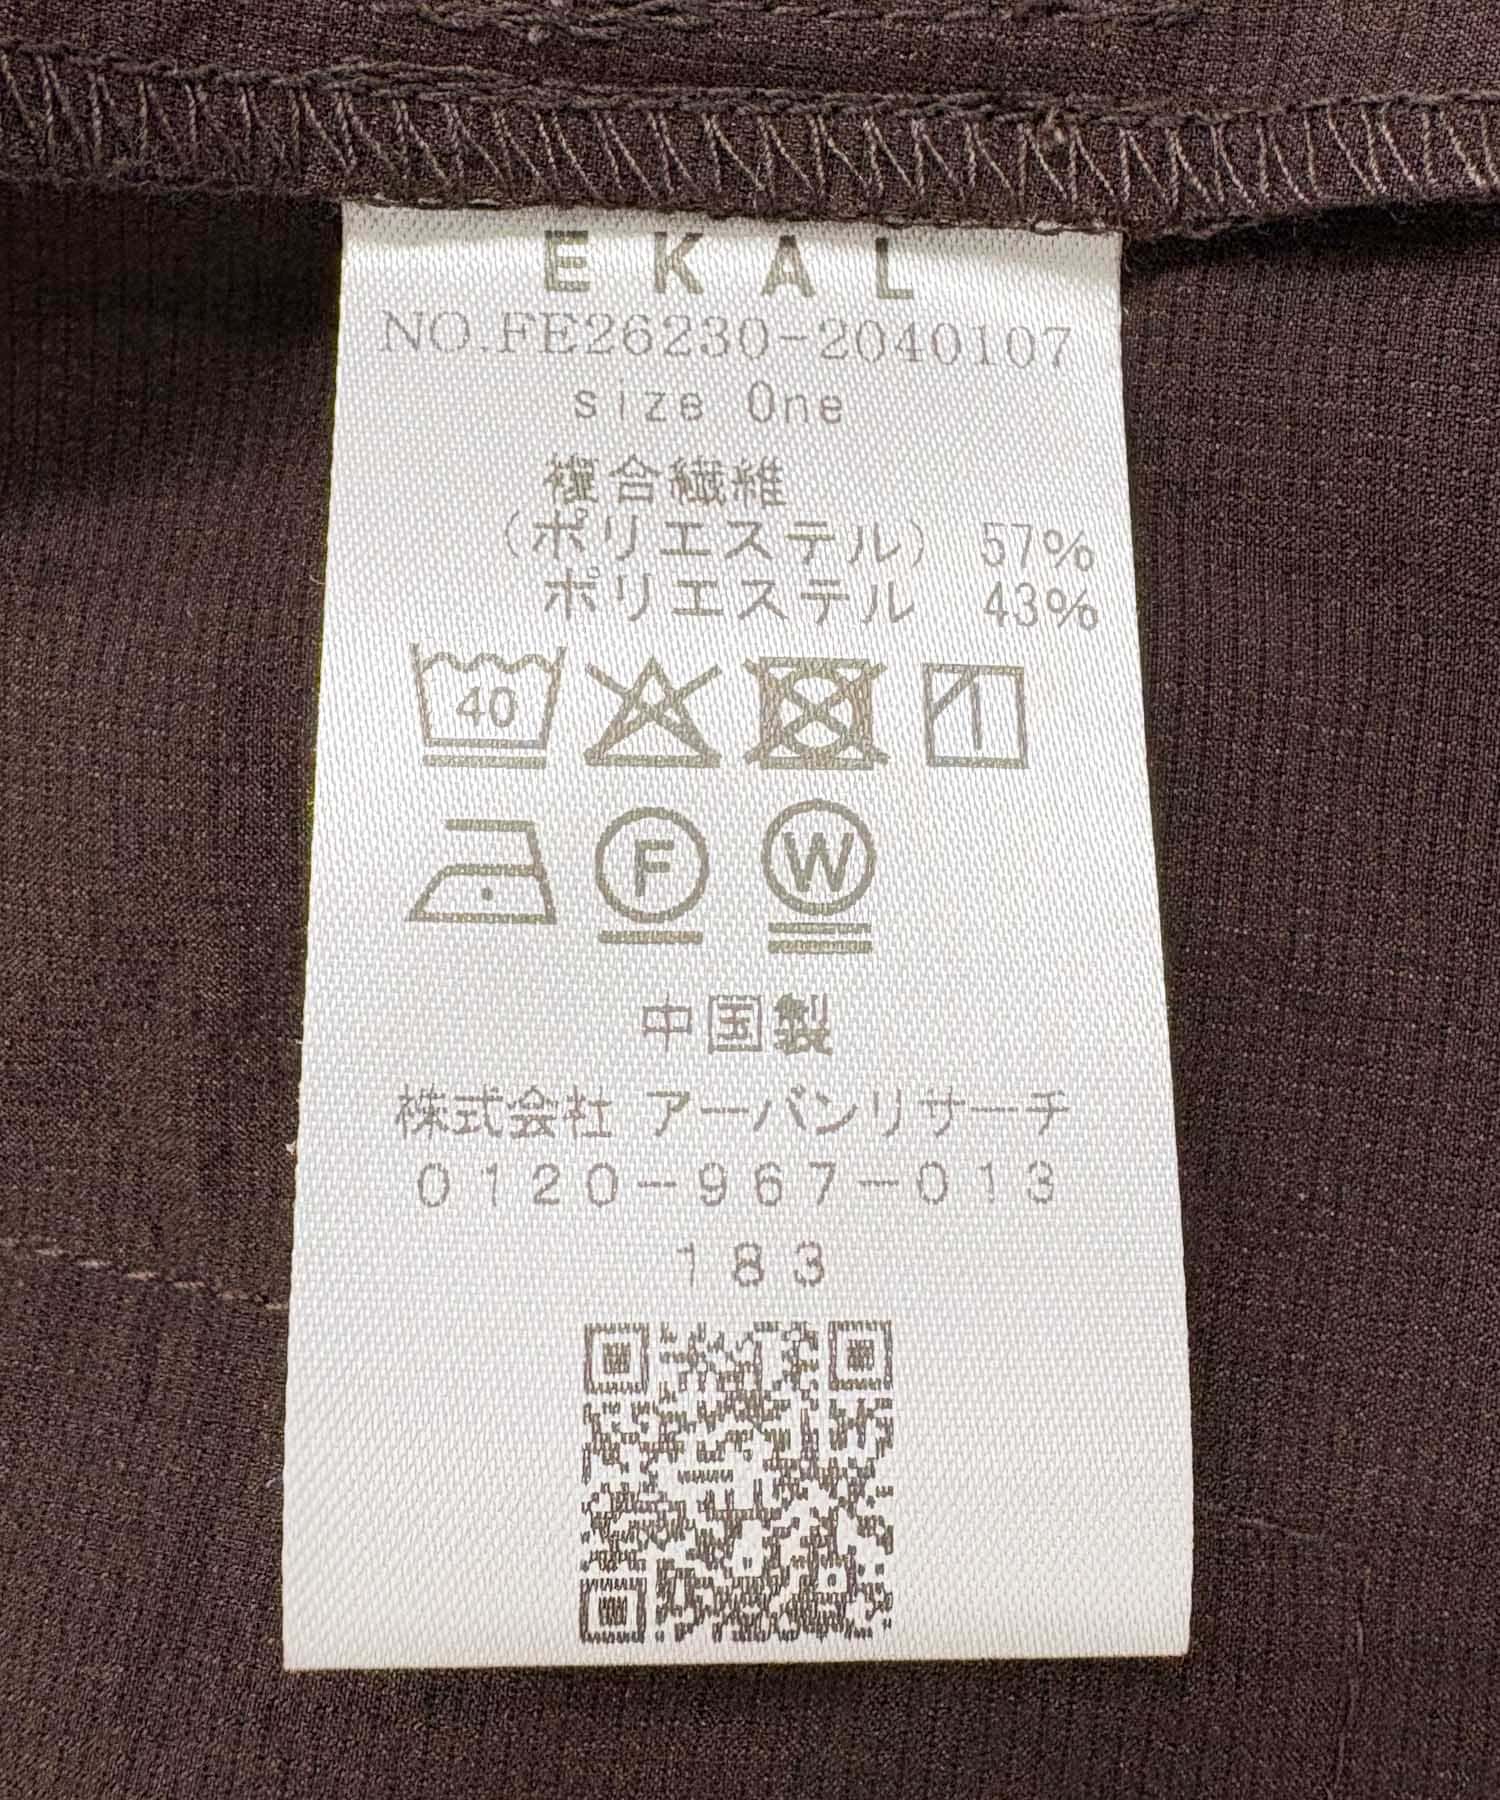 EKAL
NO.FE26230-2040107
size One
複合繊維
(ポリエステル) 57%
ポリエステル 43%
40
F
W
中国製
株式会社 アーバンリサーチ
0120-967-013
183